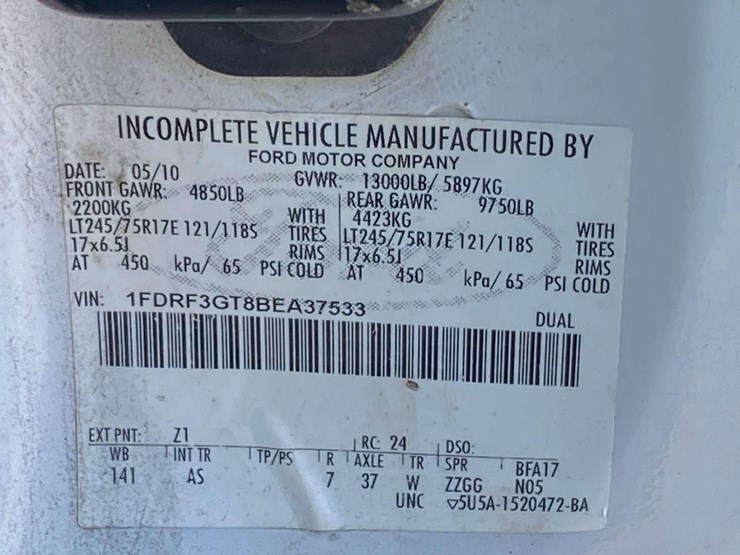 INCOMPLETE VEHICLE MANUFACTURED BY
FORD MOTOR COMPANY
DATE: 05/10 GVWR: 13000LB/ 5897KG
FRONT GAWR: 4850LB REAR GAWR: 9750LB
2200KG WITH 4423KG WITH
LT245/75R17E 121/118S TIRES LT245/75R17E 121/118S TIRES
17x6.5J RIMS 17x6.5J RIMS
AT 450 kPa/ 65 PSI COLD AT 450 kPa/ 65 PSI COLD
VIN: 1FDRF3GT8BEA37533 DUAL
EXT PNT: Z1 RC: 24 DSO:
WB INT TR TP/PS R AXLE TR SPR BFA17
141 AS 7 37 W ZZGG N05
UNC ▽5U5A-1520472-BA